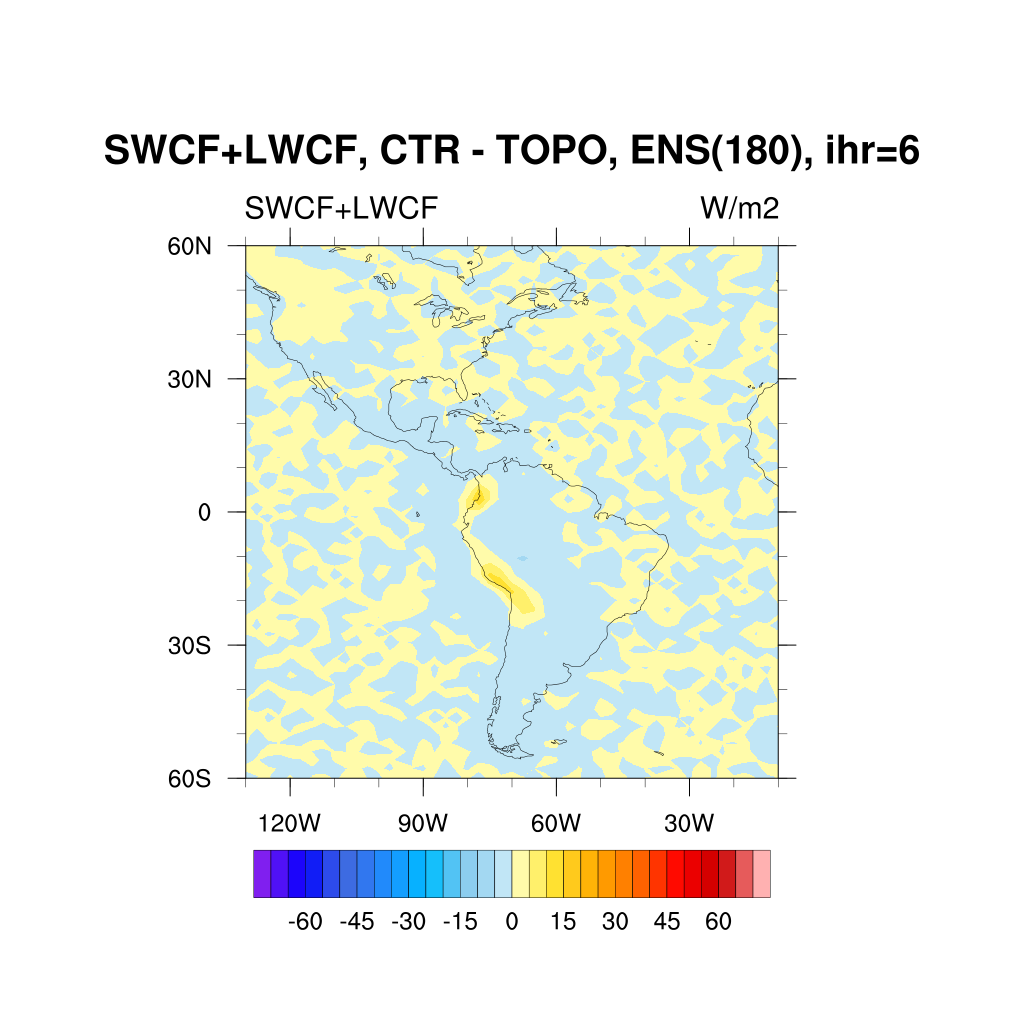 SWCF+LWCF, CTR - TOPO, ENS(180), ihr=6
SWCF+LWCF W/m2
60N
30N
0
30S
60S
120W 90W 60W 30W
-60 -45 -30 -15 0 15 30 45 60